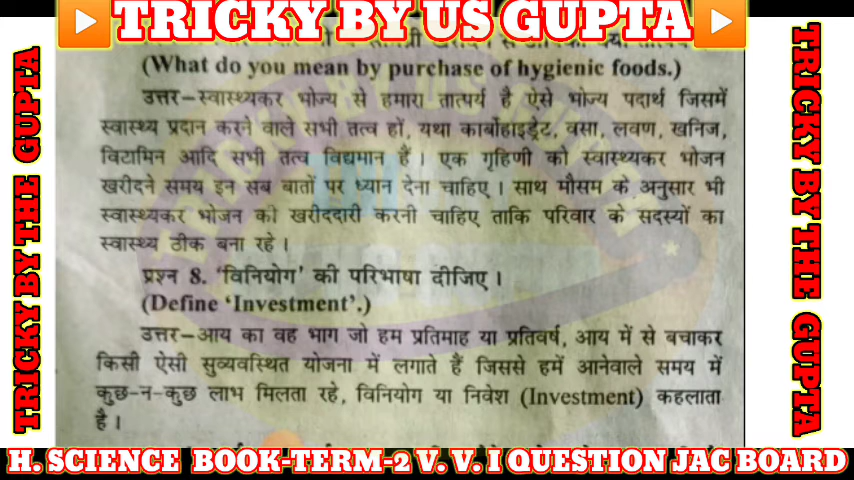 TRICKY BY US GUPTA
(What do you mean by purchase of hygienic foods.)
उत्तर–स्वास्थ्यकर भोज्य से हमारा तात्पर्य है ऐसे भोज्य पदार्थ जिसमें
स्वास्थ्य प्रदान करने वाले सभी तत्व हों, यथा कार्बोहाइड्रेट, वसा, लवण, खनिज,
विटामिन आदि सभी तत्व विद्यमान हैं। एक गृहिणी को स्वास्थ्यकर भोजन
खरीदने समय इन सब बातों पर ध्यान देना चाहिए। साथ मौसम के अनुसार भी
स्वास्थ्यकर भोजन की खरीददारी करनी चाहिए ताकि परिवार के सदस्यों का
स्वास्थ्य ठीक बना रहे।
प्रश्न 8. ‘विनियोग’ की परिभाषा दीजिए।
(Define ‘Investment’.)
उत्तर–आय का वह भाग जो हम प्रतिमाह या प्रतिवर्ष, आय में से बचाकर
किसी ऐसी सुव्यवस्थित योजना में लगाते हैं जिससे हमें आनेवाले समय में
कुछ-न-कुछ लाभ मिलता रहे, विनियोग या निवेश (Investment) कहलाता
है।
TRICKY BY THE GUPTA
TRICKY BY THE GUPTA
H. SCIENCE BOOK-TERM-2 V. V. I QUESTION JAC BOARD